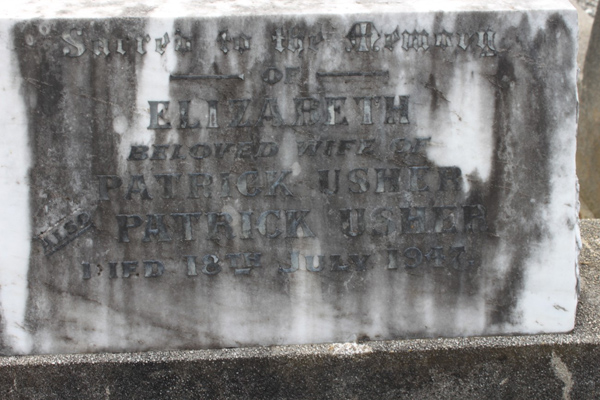 Sacred to the Memory
OF
ELIZABETH
BELOVED WIFE OF
PATRICK USHER
ALSO PATRICK USHER
DIED 18TH JULY 1947.